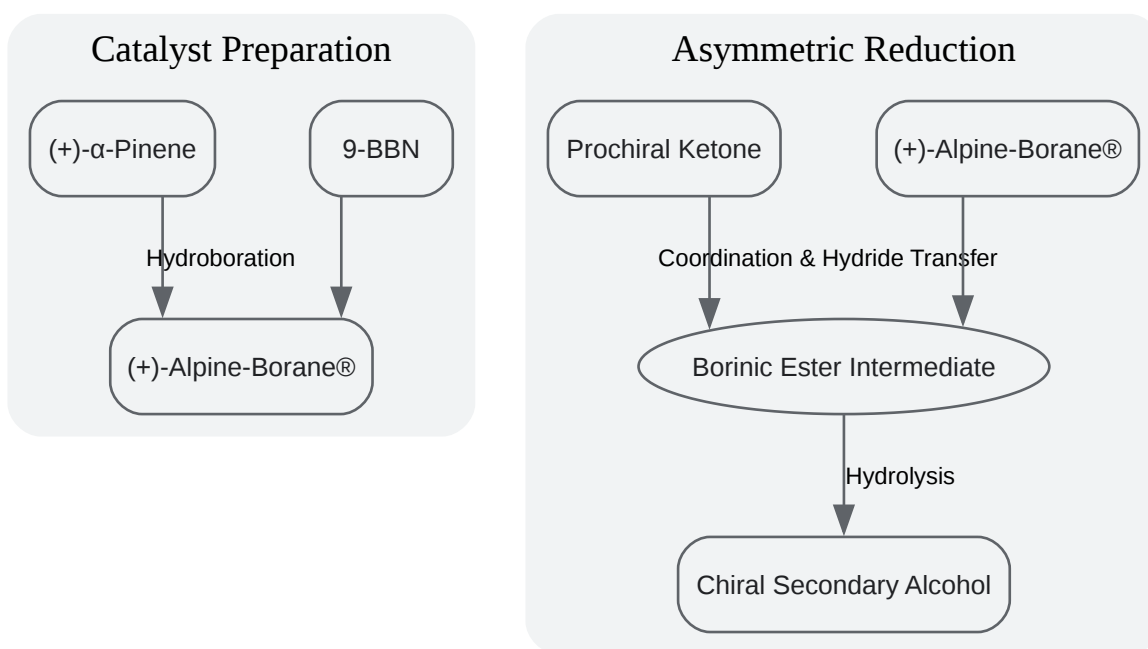 Catalyst Preparation
(+)-α-Pinene
9-BBN
Hydroboration
(+)-Alpine-Borane®
Asymmetric Reduction
Prochiral Ketone
(+)-Alpine-Borane®
Coordination & Hydride Transfer
Borinic Ester Intermediate
Hydrolysis
Chiral Secondary Alcohol